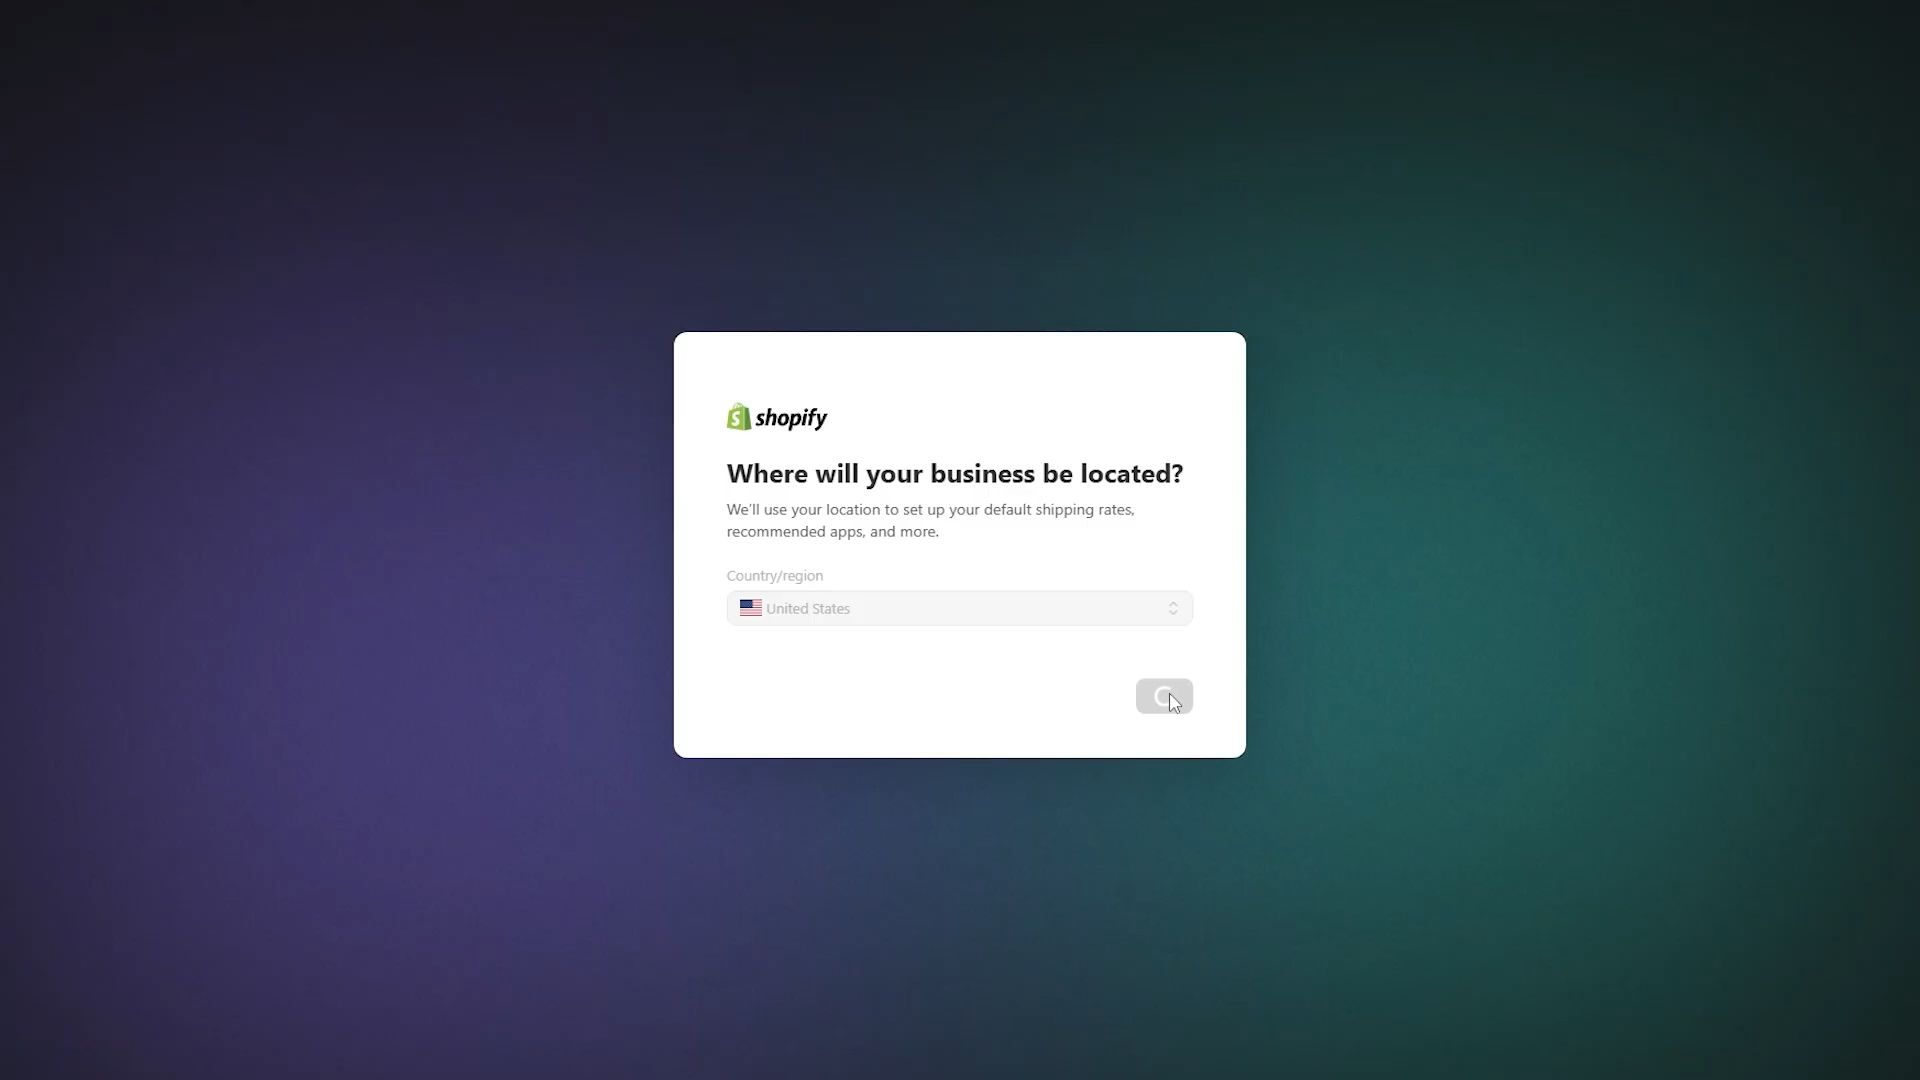 shopify
Where will your business be located?
We'll use your location to set up your default shipping rates,
recommended apps, and more.
Country/region
United States